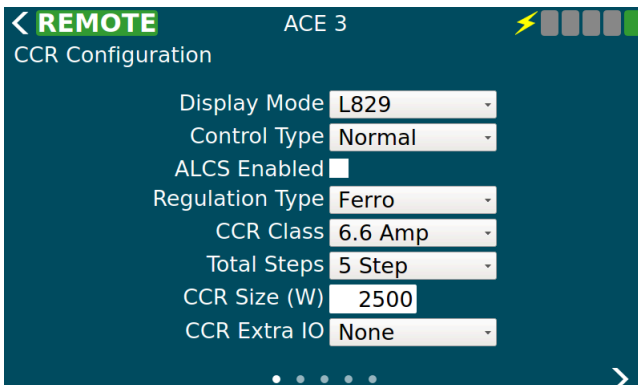 REMOTE ACE 3
CCR Configuration
Display Mode L829
Control Type Normal
ALCS Enabled
Regulation Type Ferro
CCR Class 6.6 Amp
Total Steps 5 Step
CCR Size (W) 2500
CCR Extra IO None